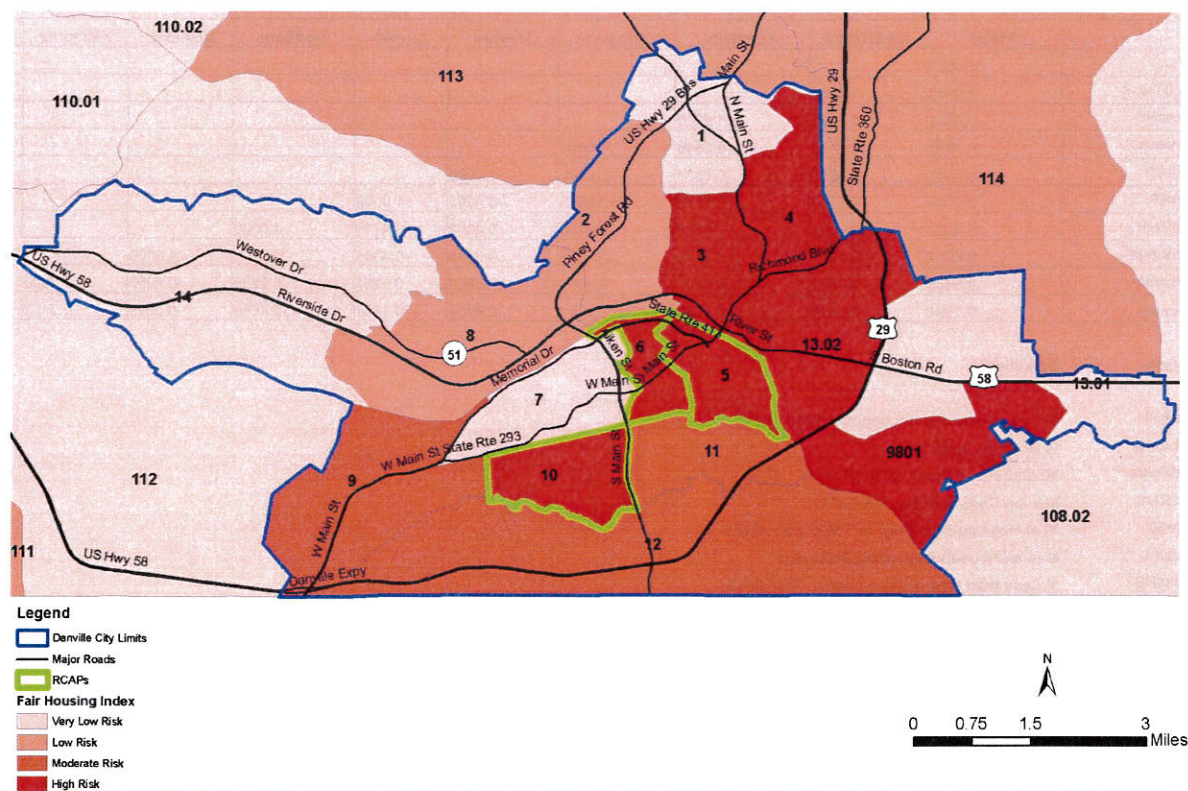 110.02
113
110.01
Main St
US Hwy 29 Bus
N Main St
1
US Hwy 29
State Rte 360
114
2
Piney Forest Rd
4
3
Richmond Blvd
Westover Dr
US Hwy 58
14
Riverside Dr
8
51
Memorial Dr
State Rte 413
River St
29
13.02
6
W Main St
Main St
5
S Boston Rd
58
13.01
7
W Main St State Rte 293
S Main St
11
9801
112
9
10
W Main St
108.02
111
US Hwy 58
12
Danville Expy
Legend
Danville City Limits
Major Roads
RCAPs
Fair Housing Index
Very Low Risk
Low Risk
Moderate Risk
High Risk
N
0 0.75 1.5 3
Miles